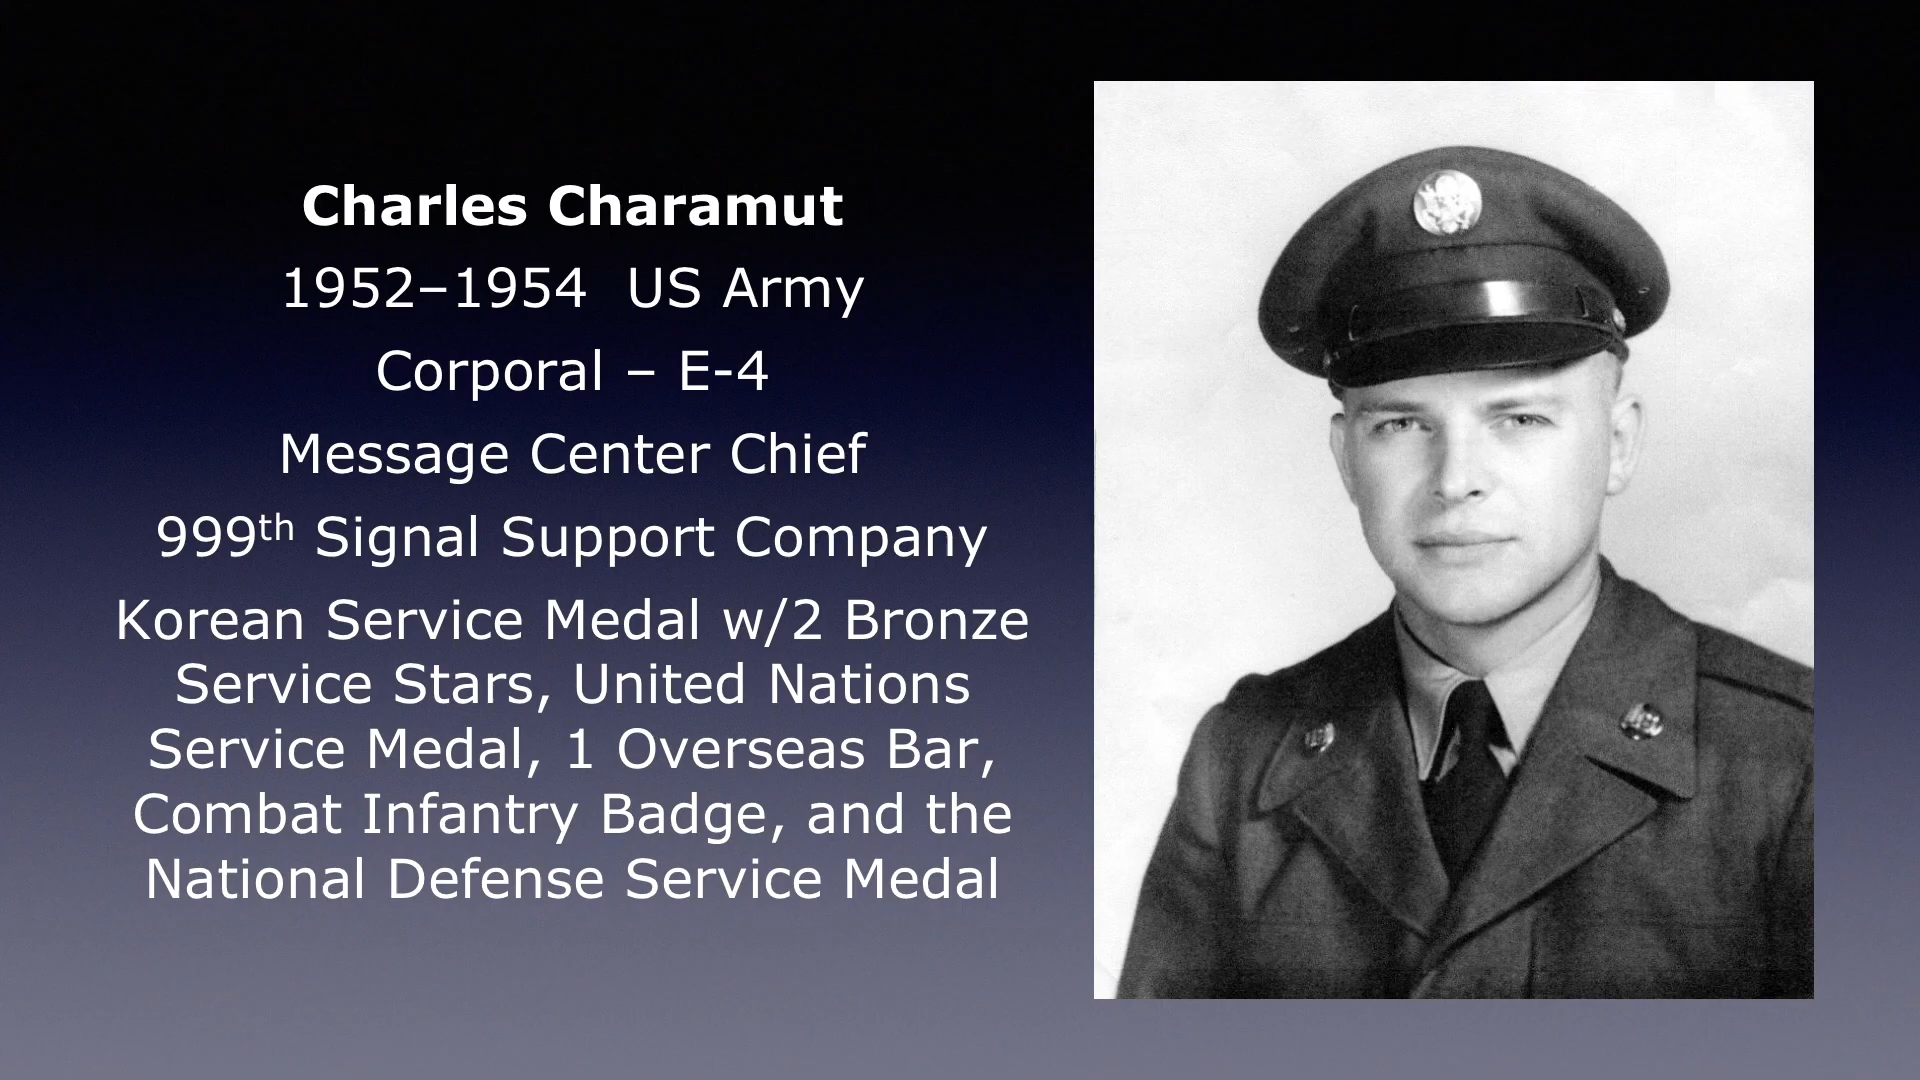 Charles Charamut
1952–1954  US Army
Corporal – E-4
Message Center Chief
999th Signal Support Company
Korean Service Medal w/2 Bronze
Service Stars, United Nations
Service Medal, 1 Overseas Bar,
Combat Infantry Badge, and the
National Defense Service Medal